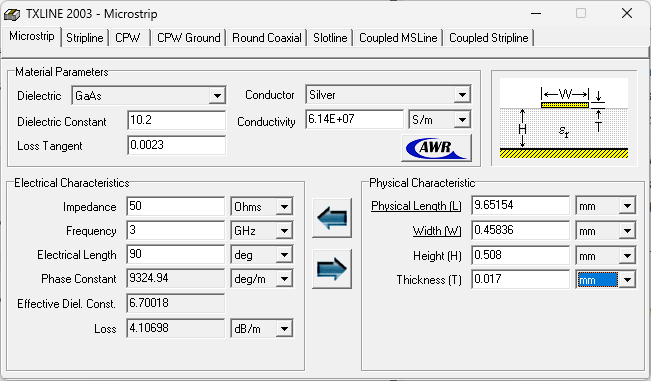 TXLINE 2003 - Microstrip
Microstrip Stripline CPW CPW Ground Round Coaxial Slotline Coupled MSLine Coupled Stripline
Material Parameters
Dielectric GaAs Conductor Silver
Dielectric Constant 10.2 Conductivity 6.14E+07 S/m
Loss Tangent 0.0023 AWR
W
H
T
εr
Electrical Characteristics
Impedance 50 Ohms
Frequency 3 GHz
Electrical Length 90 deg
Phase Constant 9324.94 deg/m
Effective Diel. Const. 6.70018
Loss 4.10698 dB/m
Physical Characteristic
Physical Length (L) 9.65154 mm
Width (W) 0.45836 mm
Height (H) 0.508 mm
Thickness (T) 0.017 mm